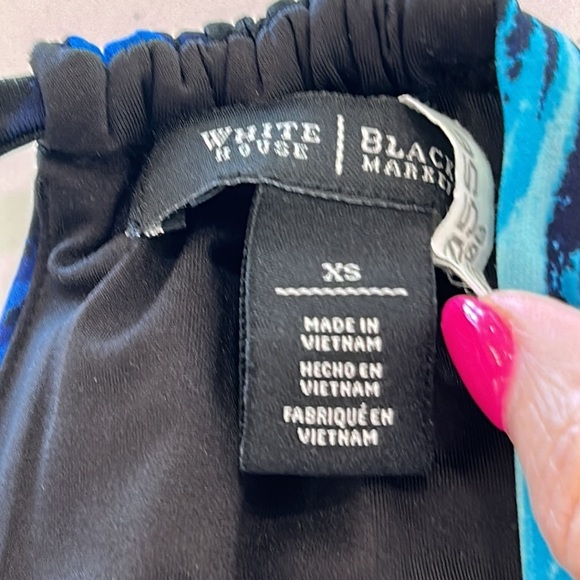 WHITE HOUSE | BLACK MARKET
XS
MADE IN
VIETNAM
HECHO EN
VIETNAM
FABRIQUÉ EN
VIETNAM